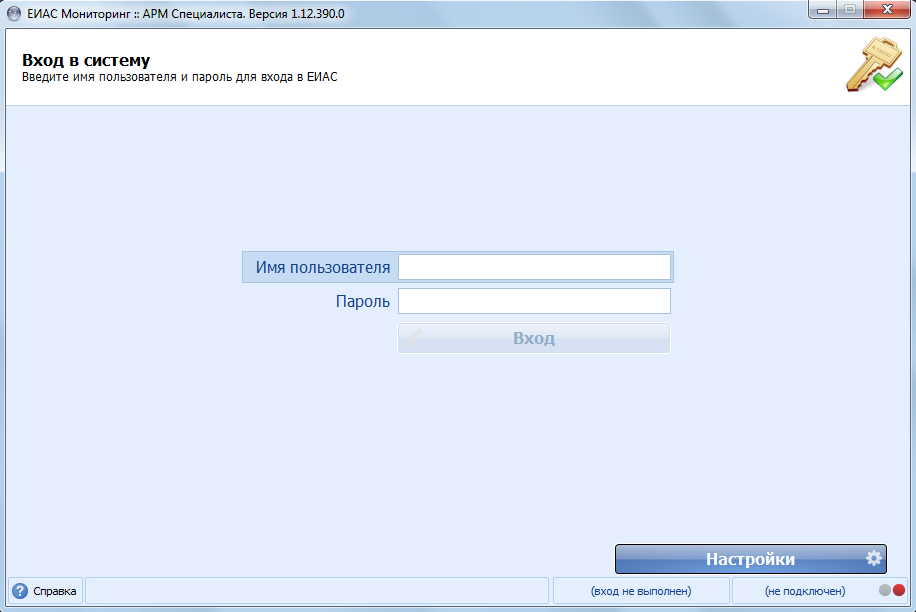 ЕИАС Мониторинг :: АРМ Специалиста. Версия 1.12.390.0
Вход в систему
Введите имя пользователя и пароль для входа в ЕИАС
Имя пользователя
Пароль
Вход
Настройки
Справка
(вход не выполнен)
(не подключен)